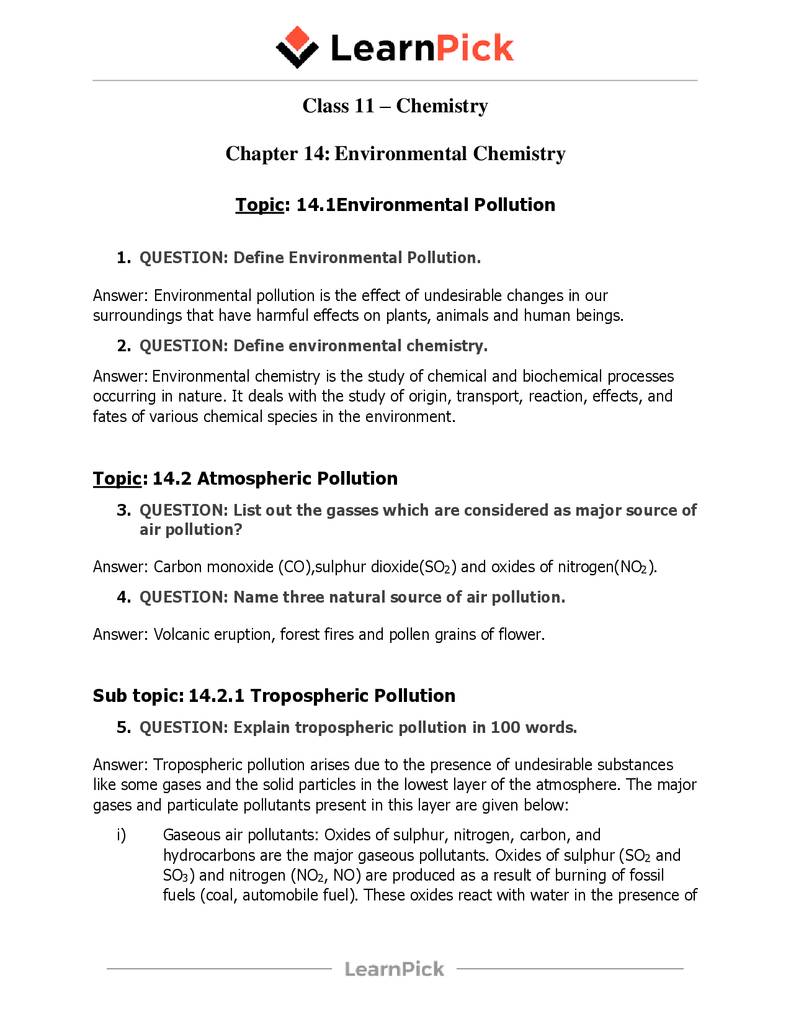 LearnPick
Class 11 – Chemistry
Chapter 14: Environmental Chemistry
Topic: 14.1Environmental Pollution
1. QUESTION: Define Environmental Pollution.
Answer: Environmental pollution is the effect of undesirable changes in our
surroundings that have harmful effects on plants, animals and human beings.
2. QUESTION: Define environmental chemistry.
Answer: Environmental chemistry is the study of chemical and biochemical processes
occurring in nature. It deals with the study of origin, transport, reaction, effects, and
fates of various chemical species in the environment.
Topic: 14.2 Atmospheric Pollution
3. QUESTION: List out the gasses which are considered as major source of
air pollution?
Answer: Carbon monoxide (CO),sulphur dioxide(SO₂) and oxides of nitrogen(NO₂).
4. QUESTION: Name three natural source of air pollution.
Answer: Volcanic eruption, forest fires and pollen grains of flower.
Sub topic: 14.2.1 Tropospheric Pollution
5. QUESTION: Explain tropospheric pollution in 100 words.
Answer: Tropospheric pollution arises due to the presence of undesirable substances
like some gases and the solid particles in the lowest layer of the atmosphere. The major
gases and particulate pollutants present in this layer are given below:
i) Gaseous air pollutants: Oxides of sulphur, nitrogen, carbon, and
hydrocarbons are the major gaseous pollutants. Oxides of sulphur (SO₂ and
SO₃) and nitrogen (NO₂, NO) are produced as a result of burning of fossil
fuels (coal, automobile fuel). These oxides react with water in the presence of
LearnPick